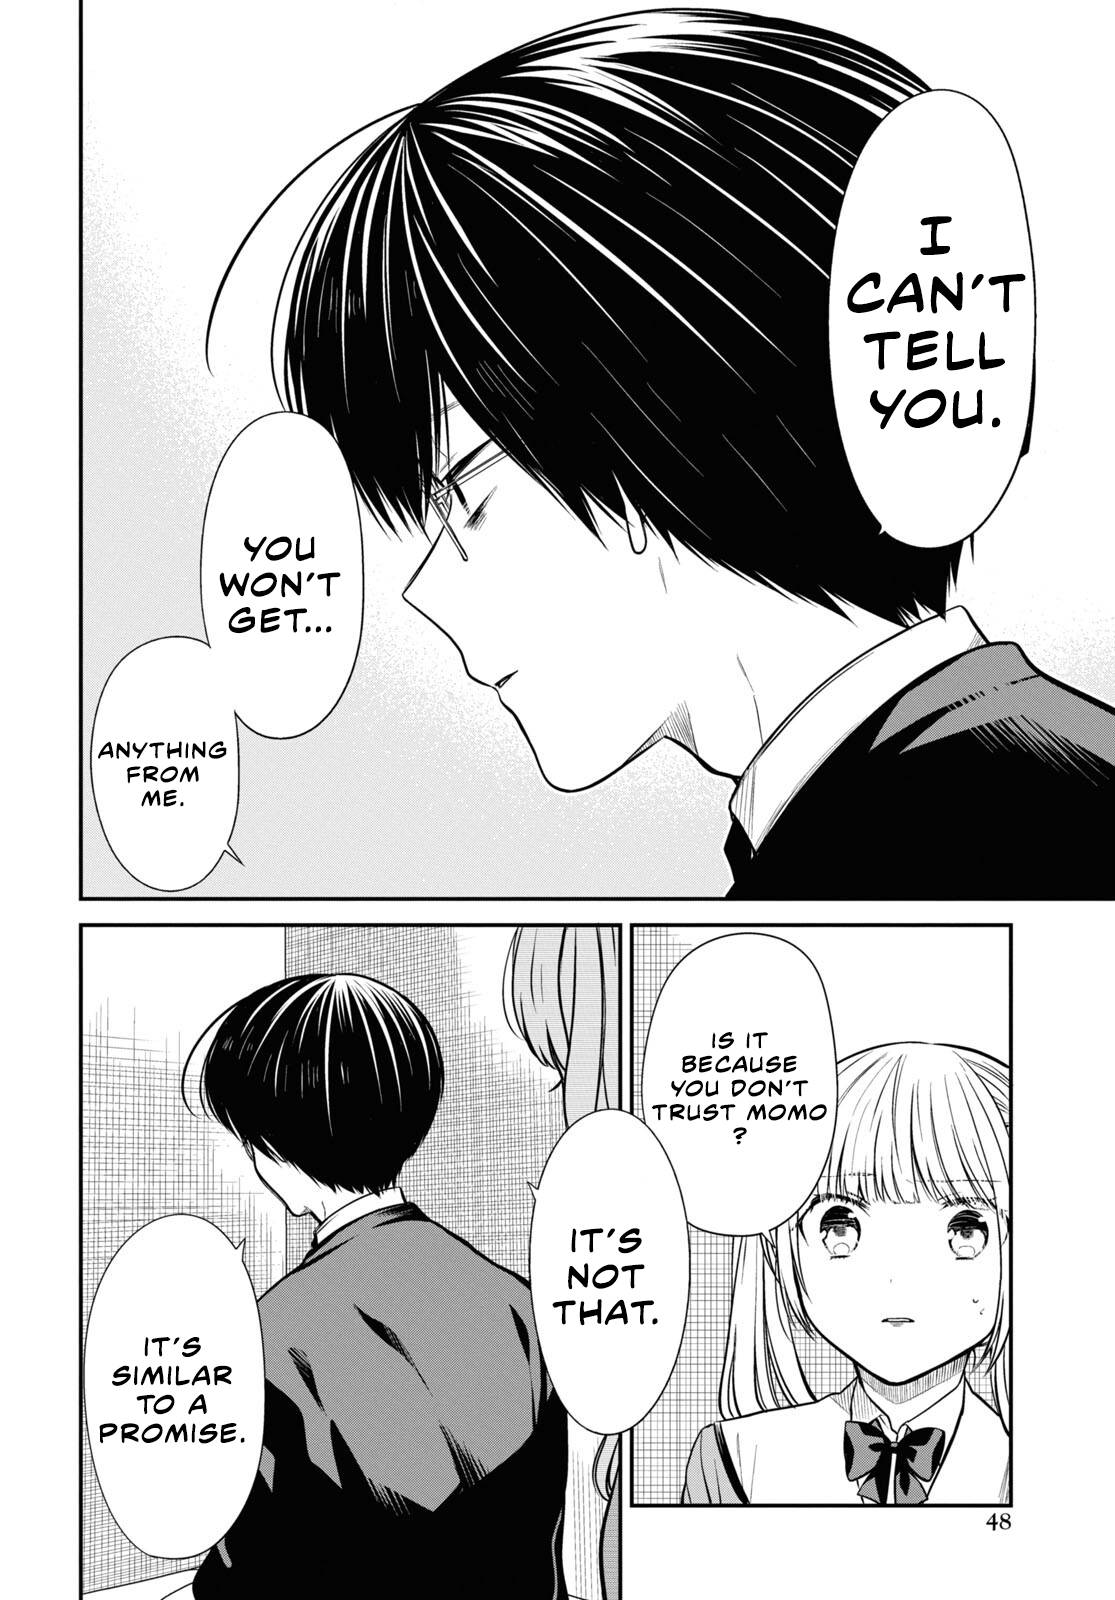 I
CAN'T
TELL
YOU.
YOU
WON'T
GET...
ANYTHING
FROM
ME.
IS IT
BECAUSE
YOU DON'T
TRUST MOMO
?
IT'S
NOT
THAT.
IT'S
SIMILAR
TO A
PROMISE.
48